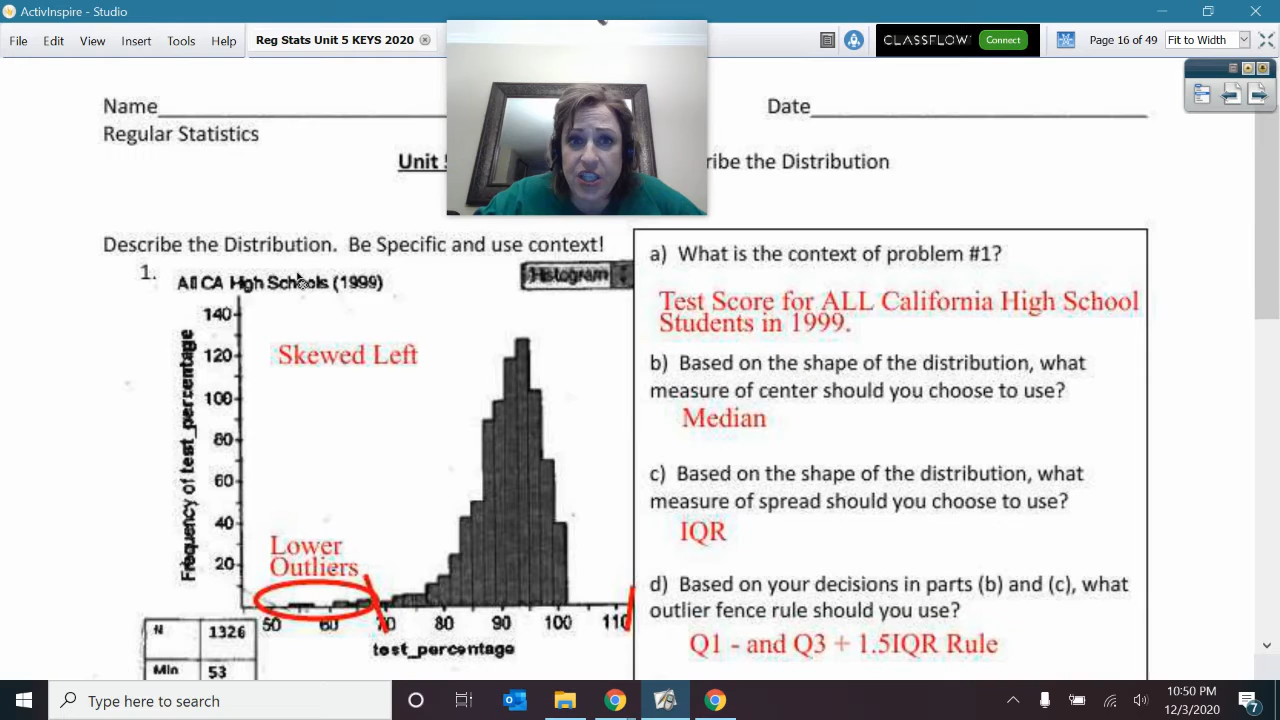 ActivInspire - Studio
File Edit View Insert Tools Help Reg Stats Unit 5 KEYS 2020 CLASSFLOW Connect Page 16 of 49 Fit to Width
Name Date
Regular Statistics
Unit ribe the Distribution
Describe the Distribution. Be Specific and use context!
1.
All CA High Schools (1999) Histogram
Skewed Left
Lower
Outliers
Frequency of test_percentage
140
120
100
80
60
40
20
50 60 70 80 90 100 110
test_percentage
N 1326
Min 53
a) What is the context of problem #1?
Test Score for ALL California High School
Students in 1999.
b) Based on the shape of the distribution, what
measure of center should you choose to use?
Median
c) Based on the shape of the distribution, what
measure of spread should you choose to use?
IQR
d) Based on your decisions in parts (b) and (c), what
outlier fence rule should you use?
Q1 - and Q3 + 1.5IQR Rule
Type here to search
10:50 PM
12/3/2020
7